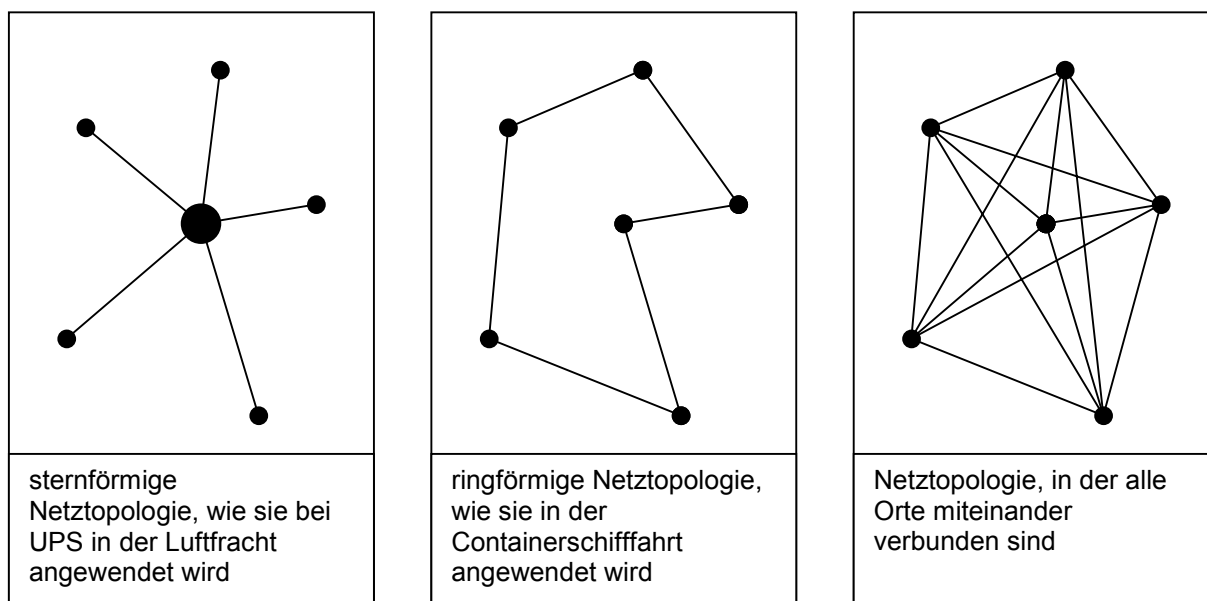 sternförmige
Netztopologie, wie sie bei
UPS in der Luftfracht
angewendet wird
ringförmige Netztopologie,
wie sie in der
Containerschifffahrt
angewendet wird
Netztopologie, in der alle
Orte miteinander
verbunden sind